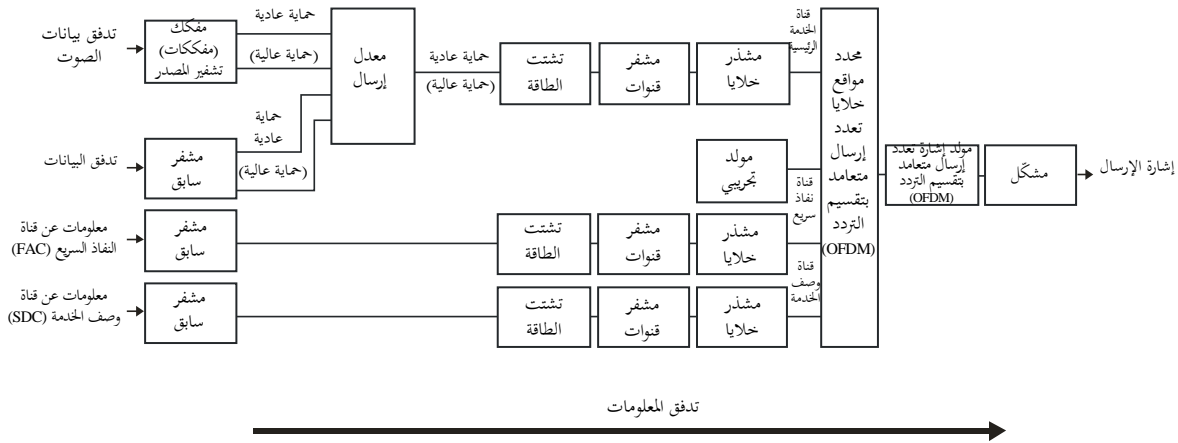 تدفق بيانات
الصوت
مفكك
(مفككات)
تشفير المصدر
حماية عادية
(حماية عالية)
معدل
إرسال
حماية عادية
(حماية عالية)
تشتت
الطاقة
مشفر
قنوات
مشذر
خلايا
قناة
الخدمة
الرئيسية
محدد
مواقع
خلايا
تعدد
إرسال
متعامد
بتقسيم
التردد
(OFDM)
تدفق البيانات
مشفر
سابق
حماية
عادية
(حماية عالية)
مولد
تجريبي
مولد إشارة تعدد
إرسال متعامد
بتقسيم التردد
(OFDM)
مشكّل
إشارة الإرسال
معلومات عن قناة
النفاذ السريع (FAC)
مشفر
سابق
تشتت
الطاقة
مشفر
قنوات
مشذر
خلايا
قناة
نفاذ
سريع
معلومات عن قناة
وصف الخدمة (SDC)
مشفر
سابق
تشتت
الطاقة
مشفر
قنوات
مشذر
خلايا
قناة
وصف
الخدمة
تدفق المعلومات